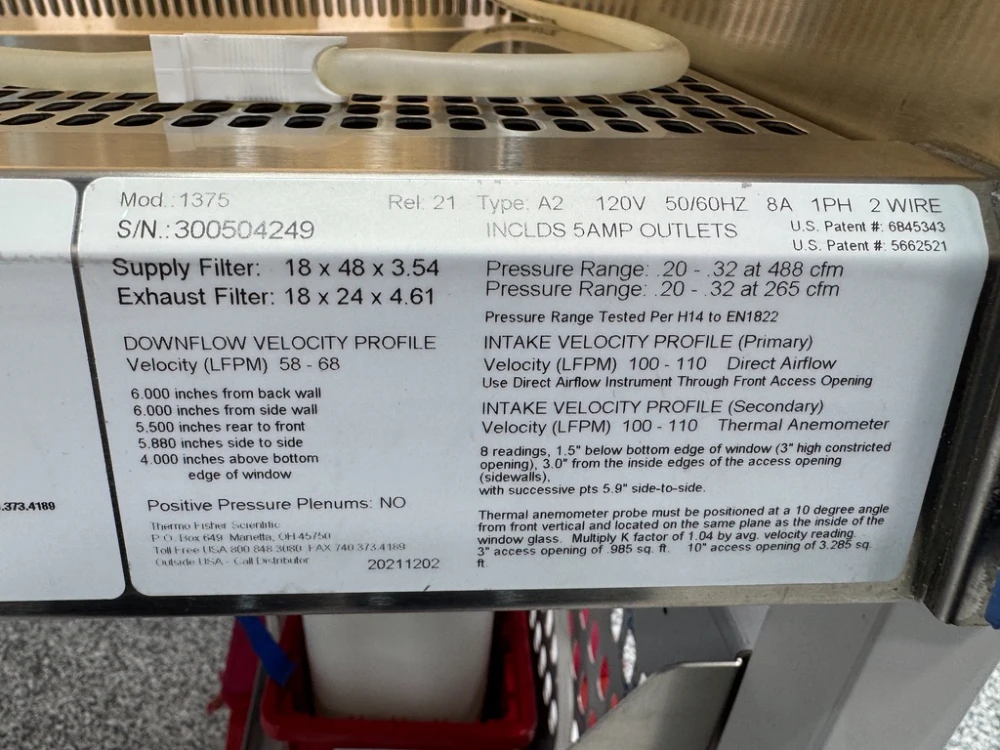 Mod.:1375
Rel: 21 Type: A2 120V 50/60HZ 8A 1PH 2 WIRE
S/N.:300504249
INCLDS 5AMP OUTLETS
U.S. Patent #: 6845343
U.S. Patent #: 5662521
Supply Filter: 18 x 48 x 3.54
Exhaust Filter: 18 x 24 x 4.61
Pressure Range: .20 - .32 at 488 cfm
Pressure Range: .20 - .32 at 265 cfm
Pressure Range Tested Per H14 to EN1822
DOWNFLOW VELOCITY PROFILE
Velocity (LFPM) 58 - 68
6.000 inches from back wall
6.000 inches from side wall
5.500 inches rear to front
5.880 inches side to side
4.000 inches above bottom
edge of window
Positive Pressure Plenums: NO
Thermo Fisher Scientific
P.O. Box 649 Marietta, OH 45750
Toll Free USA 800 848 3080 FAX 740 373 4189
Outside USA - Call Distributor
20211202
INTAKE VELOCITY PROFILE (Primary)
Velocity (LFPM) 100 - 110 Direct Airflow
Use Direct Airflow Instrument Through Front Access Opening
INTAKE VELOCITY PROFILE (Secondary)
Velocity (LFPM) 100 - 110 Thermal Anemometer
8 readings, 1.5" below bottom edge of window (3" high constricted
opening), 3.0" from the inside edges of the access opening
(sidewalls),
with successive pts 5.9" side-to-side.
Thermal anemometer probe must be positioned at a 10 degree angle
from front vertical and located on the same plane as the inside of the
window glass. Multiply K factor of 1.04 by avg. velocity reading.
3" access opening of .985 sq. ft. 10" access opening of 3.285 sq.
ft.
.373.4189